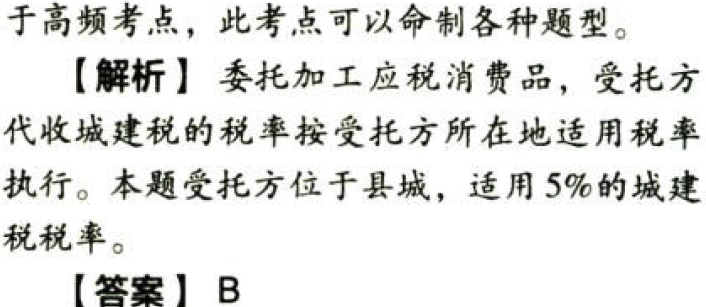 于高频考点，此考点可以命制各种题型。
【解析】 委托加工应税消费品，受托方
代收城建税的税率按受托方所在地适用税率
执行。本题受托方位于县城，适用5%的城建
税税率。
【答案】 B